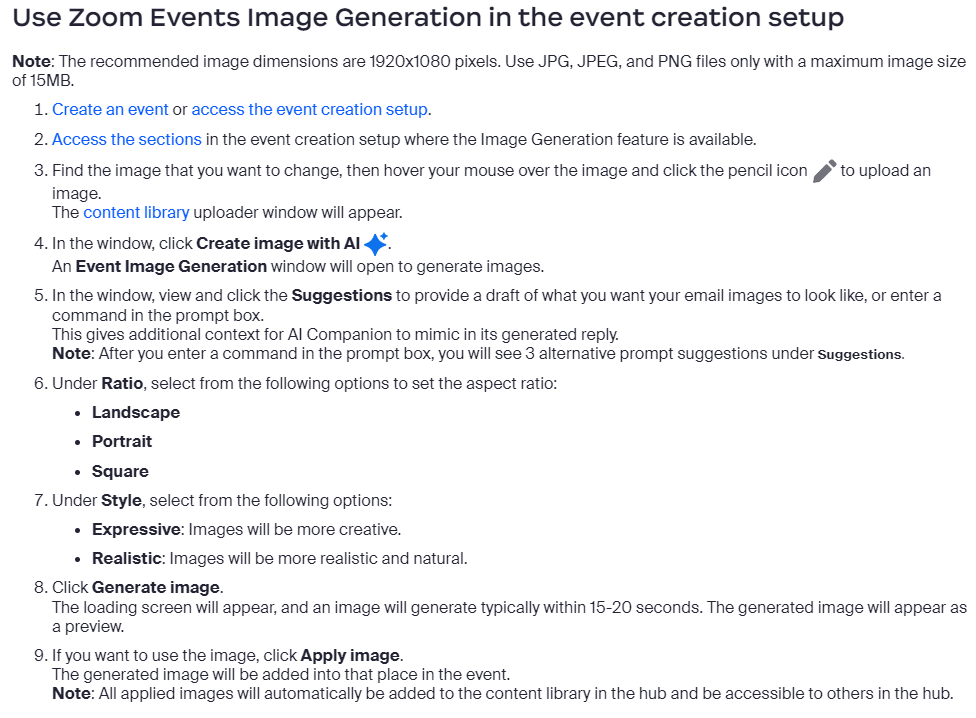 Use Zoom Events Image Generation in the event creation setup
Note: The recommended image dimensions are 1920x1080 pixels. Use JPG, JPEG, and PNG files only with a maximum image size
of 15MB.
1. Create an event or access the event creation setup.
2. Access the sections in the event creation setup where the Image Generation feature is available.
3. Find the image that you want to change, then hover your mouse over the image and click the pencil icon to upload an
image.
The content library uploader window will appear.
4. In the window, click Create image with AI.
An Event Image Generation window will open to generate images.
5. In the window, view and click the Suggestions to provide a draft of what you want your email images to look like, or enter a
command in the prompt box.
This gives additional context for AI Companion to mimic in its generated reply.
Note: After you enter a command in the prompt box, you will see 3 alternative prompt suggestions under Suggestions.
6. Under Ratio, select from the following options to set the aspect ratio:
• Landscape
• Portrait
• Square
7. Under Style, select from the following options:
• Expressive: Images will be more creative.
• Realistic: Images will be more realistic and natural.
8. Click Generate image.
The loading screen will appear, and an image will generate typically within 15-20 seconds. The generated image will appear as
a preview.
9. If you want to use the image, click Apply image.
The generated image will be added into that place in the event.
Note: All applied images will automatically be added to the content library in the hub and be accessible to others in the hub.